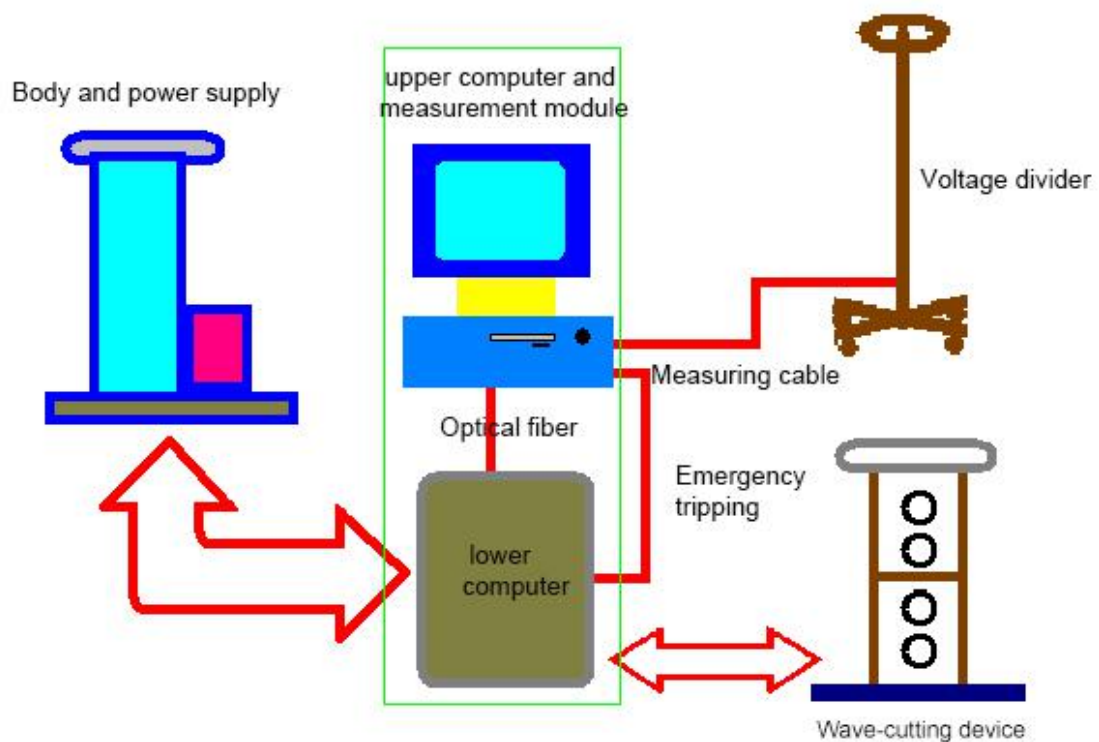 upper computer and
measurement module
Body and power supply
Voltage divider
Measuring cable
Optical fiber
Emergency
tripping
lower
computer
Wave-cutting device